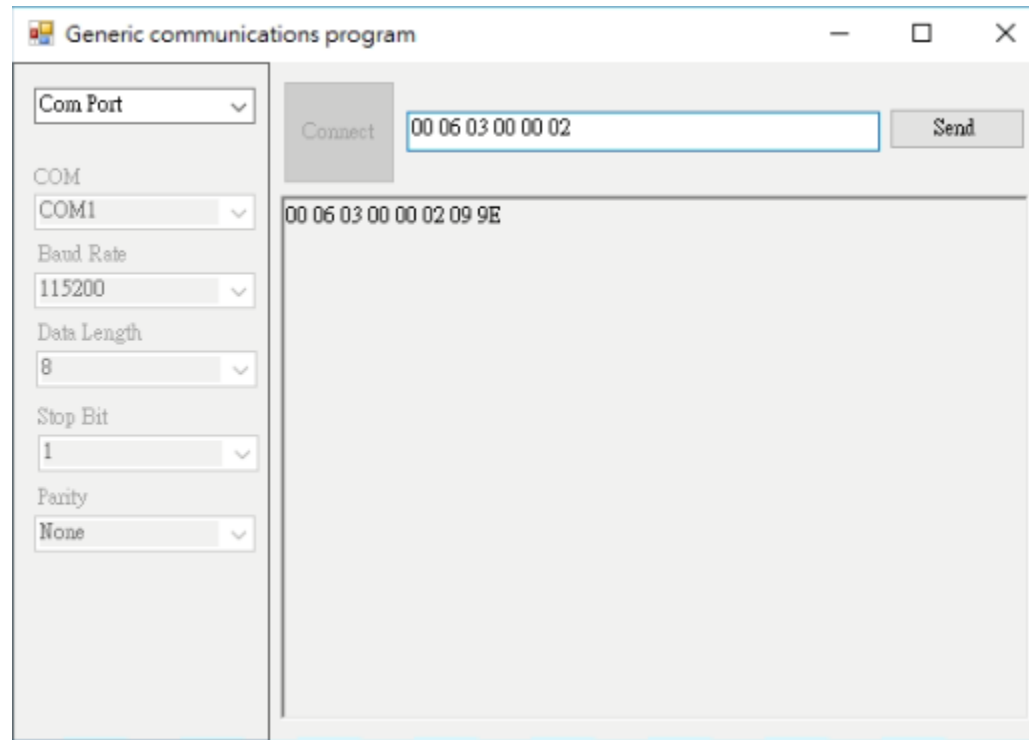 Generic communications program
Com Port
COM
COM1
Baud Rate
115200
Data Length
8
Stop Bit
1
Parity
None
Connect
00 06 03 00 00 02
Send
00 06 03 00 00 02 09 9E